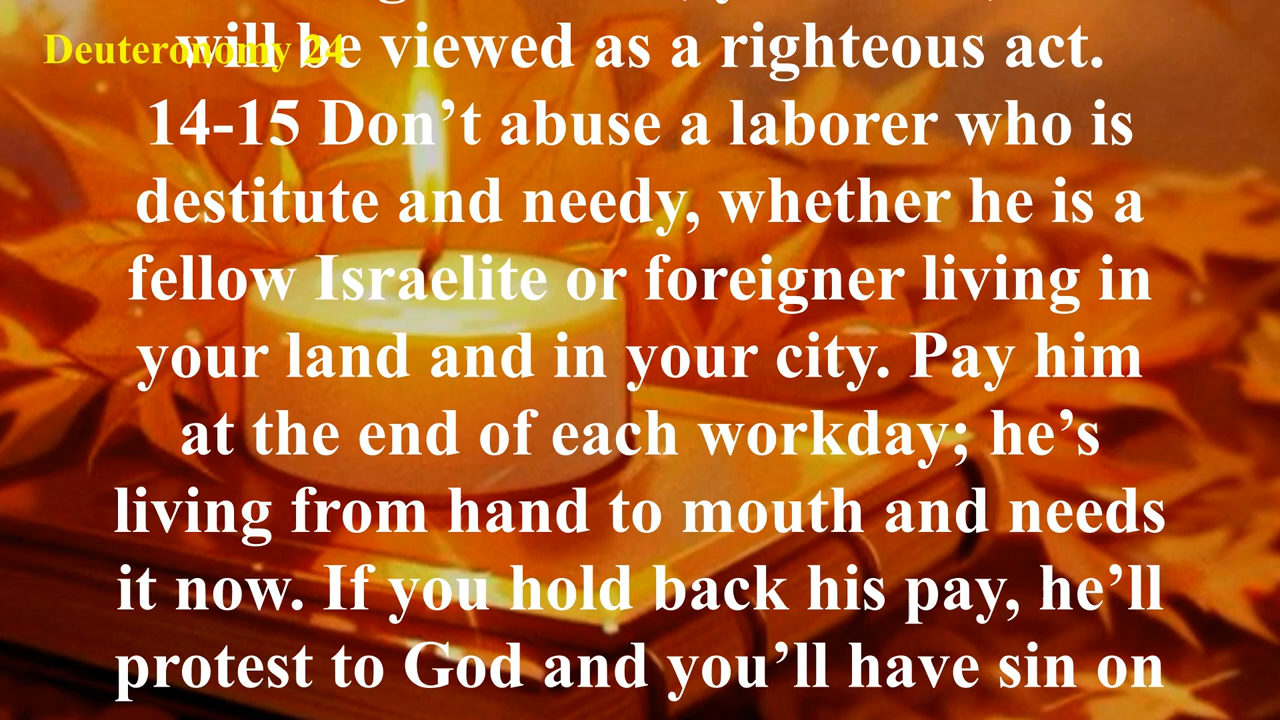 Deuteronomy 24
will be viewed as a righteous act.
14-15 Don’t abuse a laborer who is
destitute and needy, whether he is a
fellow Israelite or foreigner living in
your land and in your city. Pay him
at the end of each workday; he’s
living from hand to mouth and needs
it now. If you hold back his pay, he’ll
protest to God and you’ll have sin on